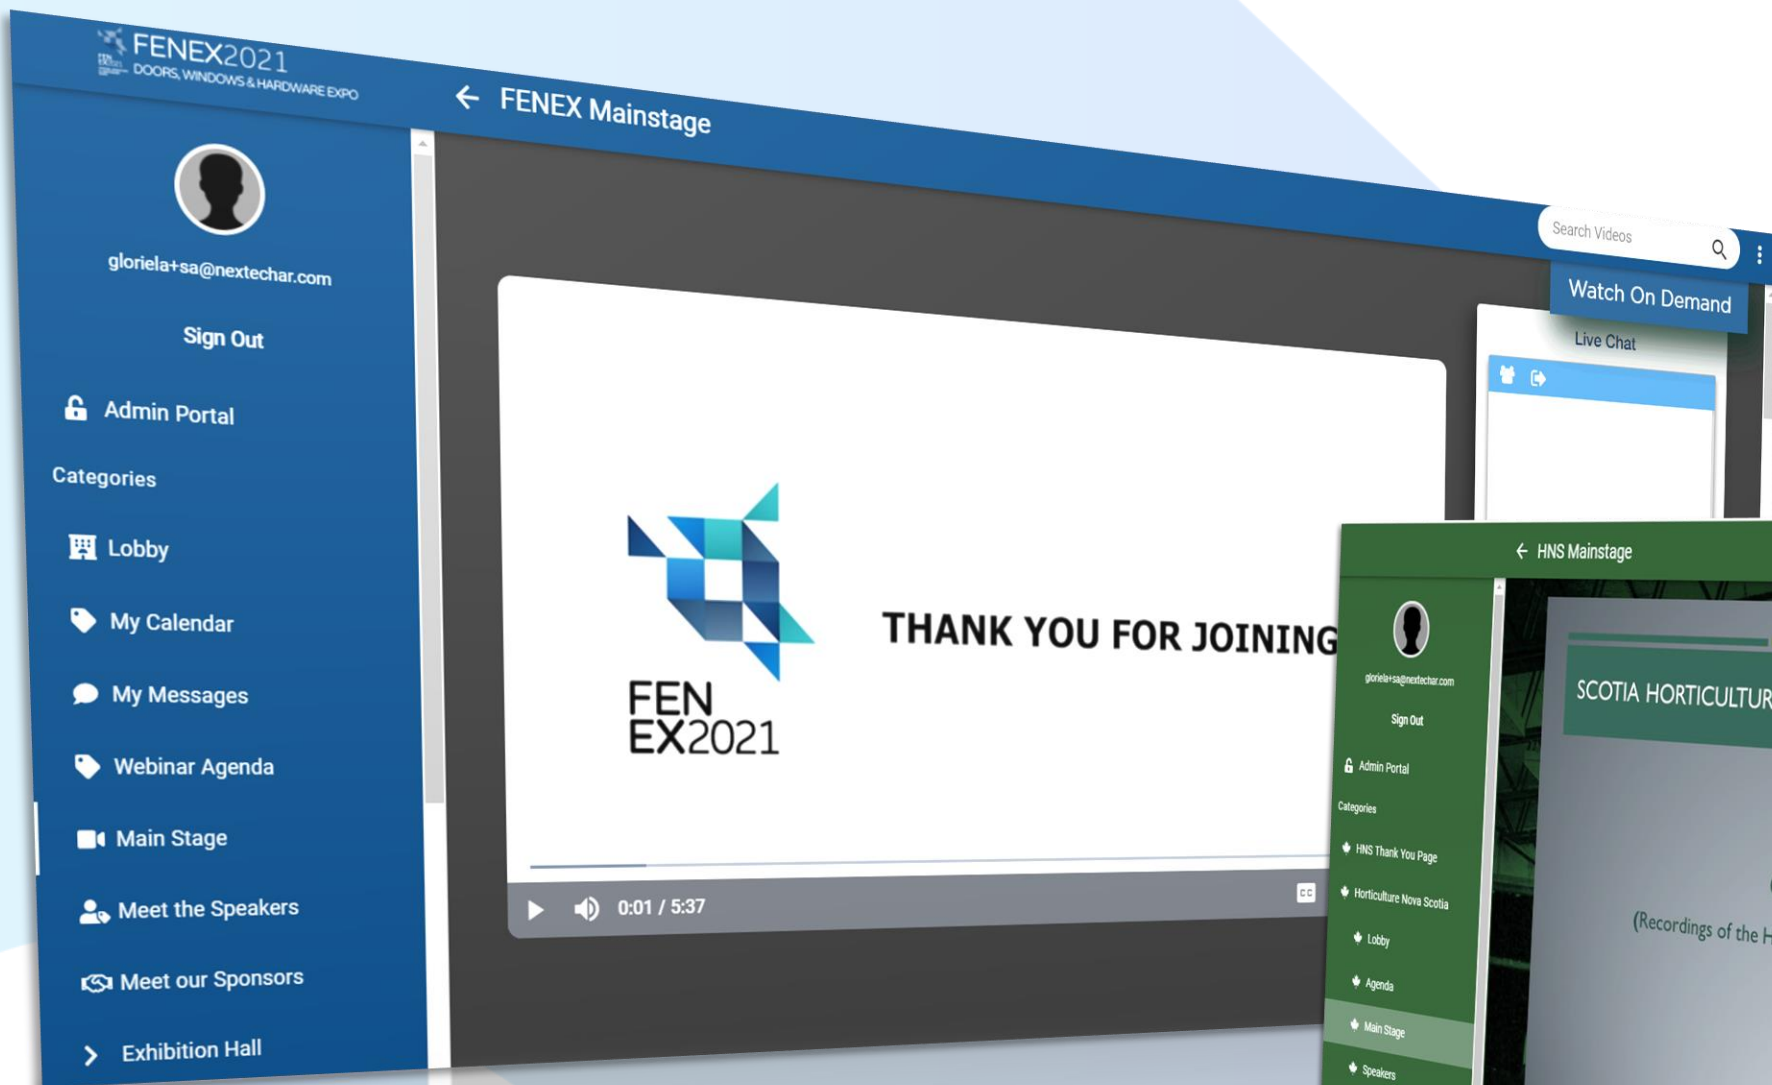 FENEX2021
DOORS, WINDOWS & HARDWARE EXPO
← FENEX Mainstage
Search Videos
Watch On Demand
gloriela+sa@nextechar.com
Sign Out
Admin Portal
Categories
Lobby
My Calendar
My Messages
Webinar Agenda
Main Stage
Meet the Speakers
Meet our Sponsors
Exhibition Hall
FEN
EX2021
THANK YOU FOR JOINING
0:01 / 5:37
CC
Live Chat
← HNS Mainstage
gloriela+sa@nextechar.com
Sign Out
Admin Portal
Categories
HNS Thank You Page
Horticulture Nova Scotia
Lobby
Agenda
Main Stage
Speakers
SCOTIA HORTICULTUR
(Recordings of the H